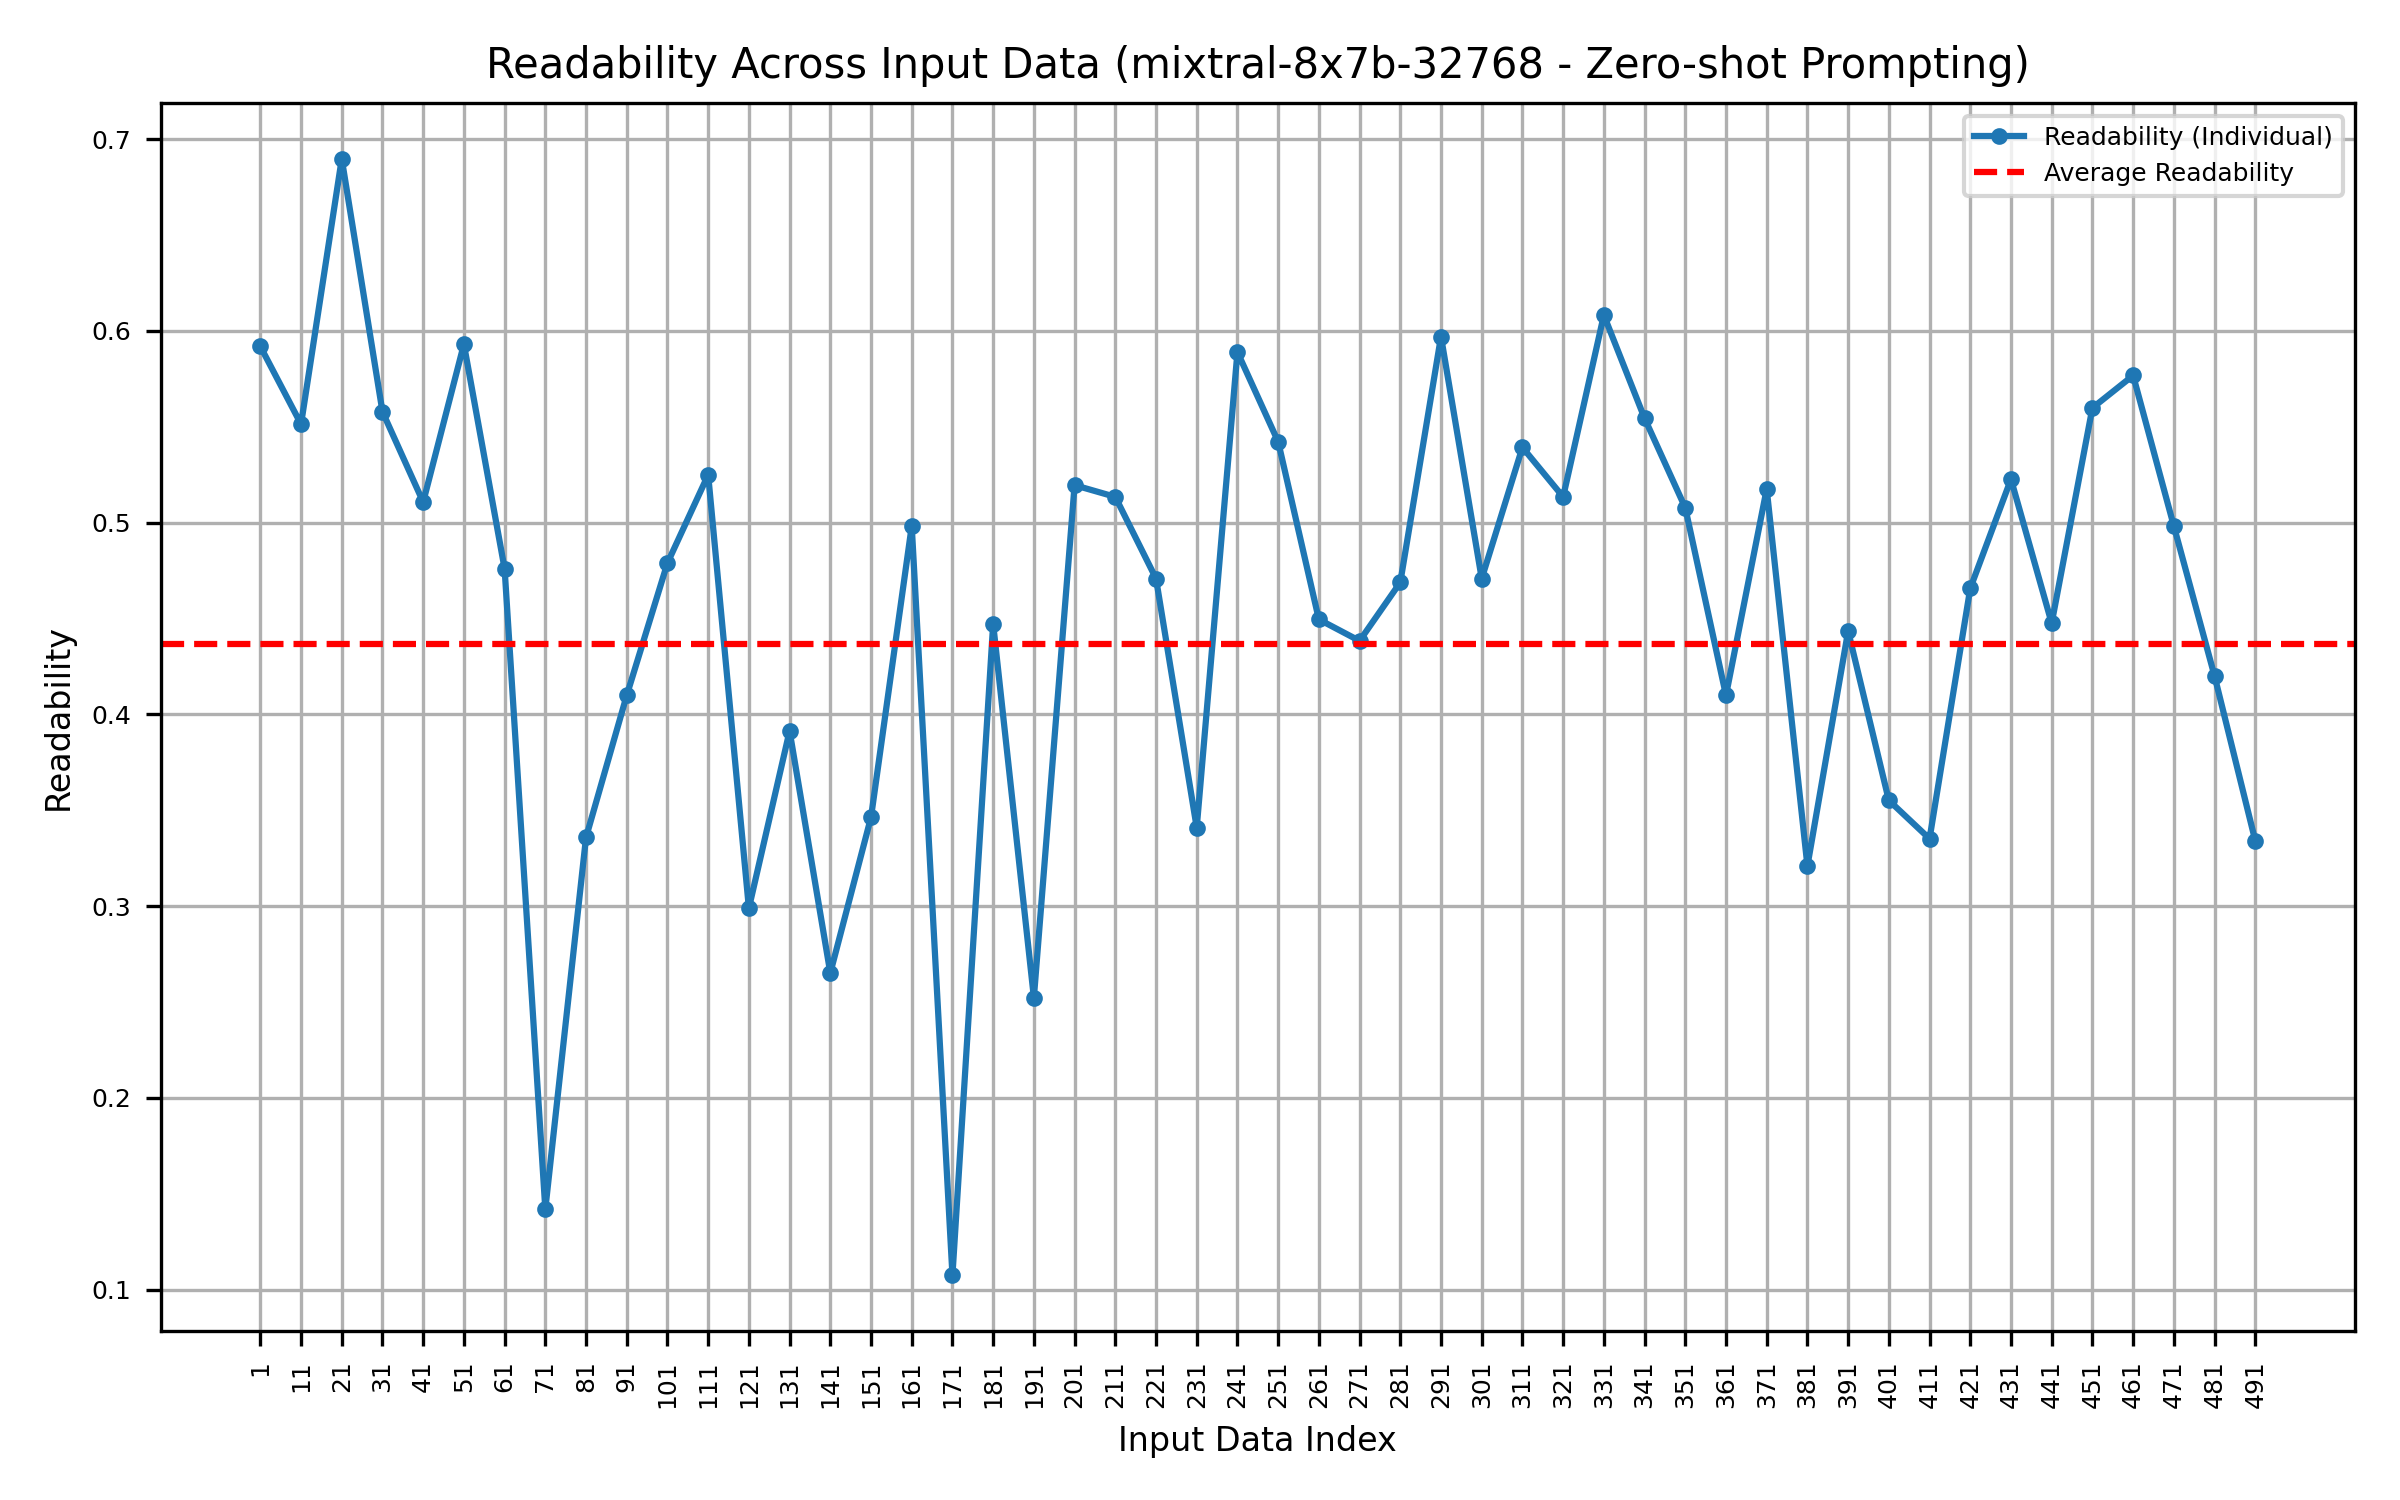 Readability Across Input Data (mixtral-8x7b-32768 - Zero-shot Prompting)
Readability (Individual)
Average Readability
0.7
0.6
0.5
0.4
0.3
0.2
0.1
Readability
1 11 21 31 41 51 61 71 81 91 101 111 121 131 141 151 161 171 181 191 201 211 221 231 241 251 261 271 281 291 301 311 321 331 341 351 361 371 381 391 401 411 421 431 441 451 461 471 481 491
Input Data Index